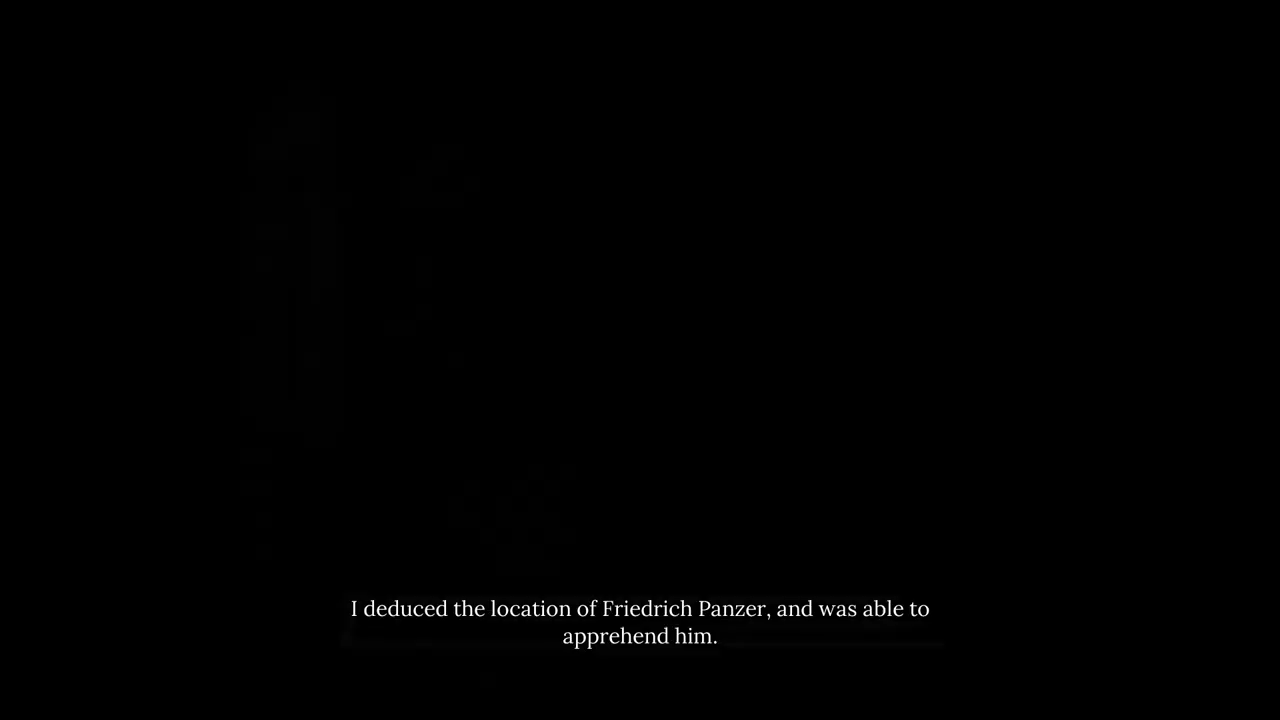 I deduced the location of Friedrich Panzer, and was able to
apprehend him.